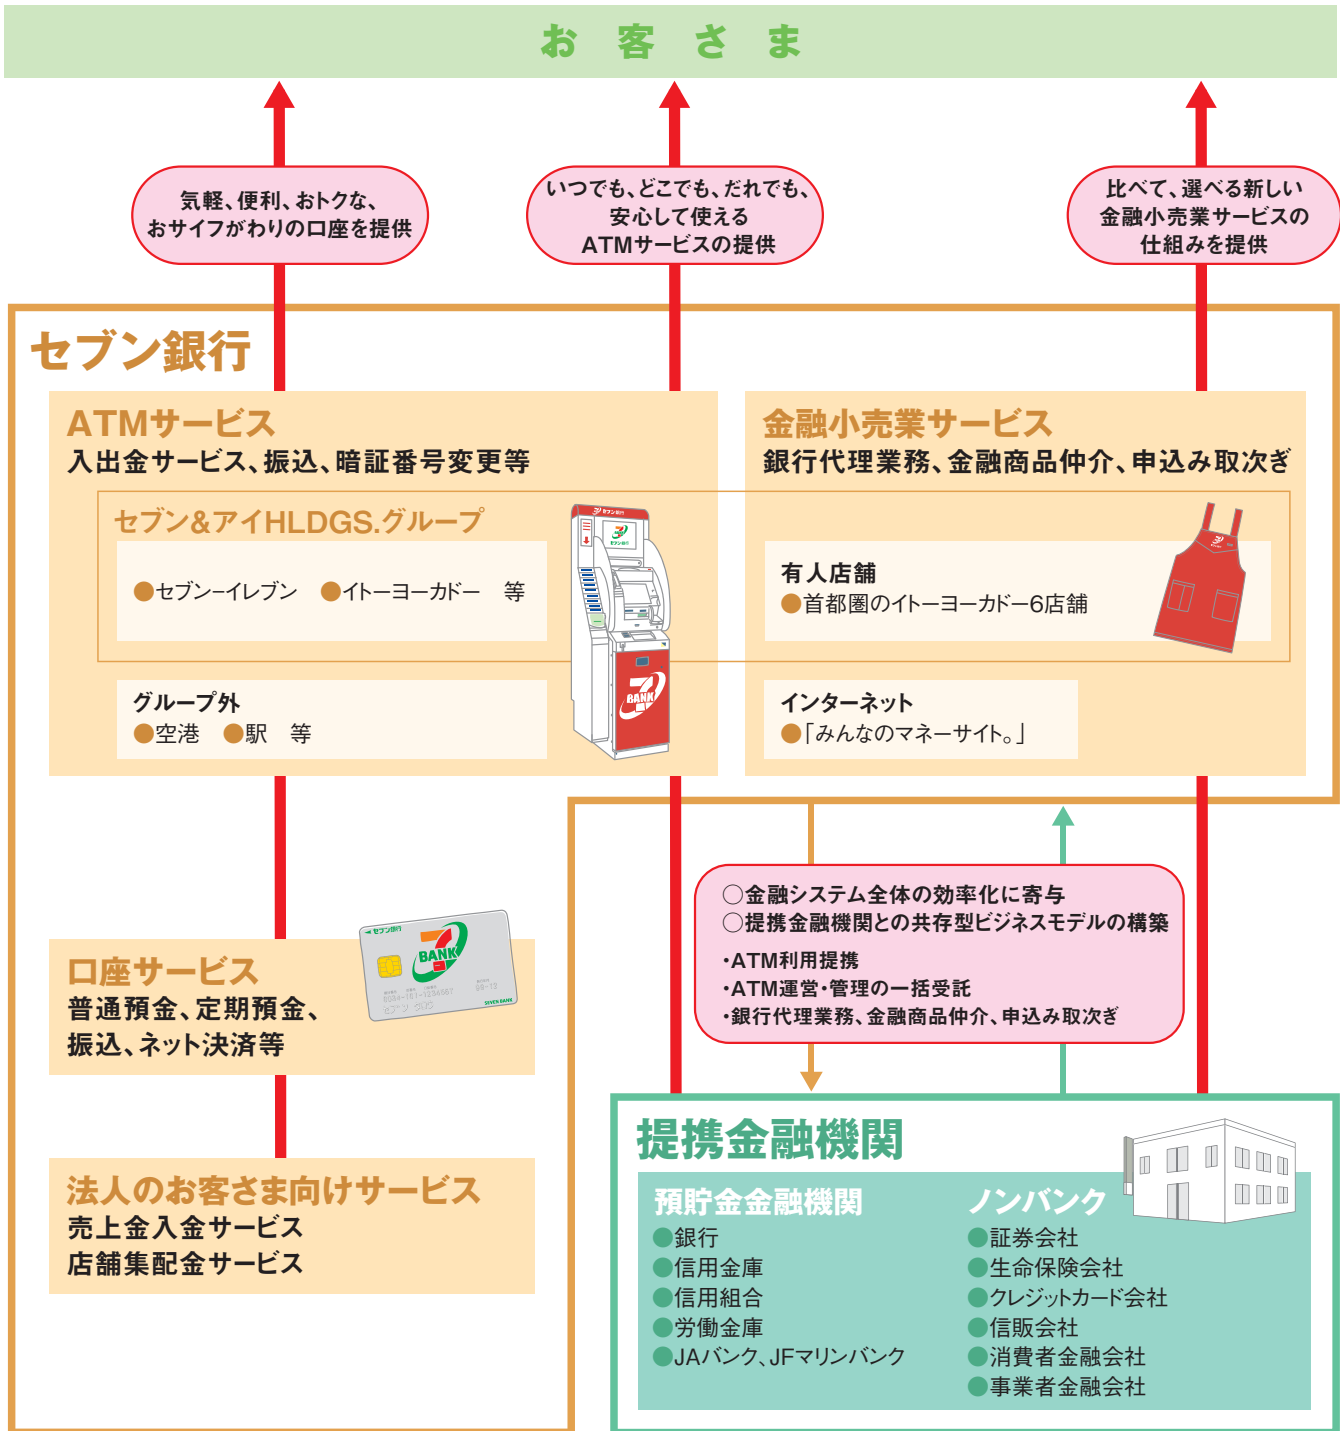 お客さま
気軽、便利、おトクな、
おサイフがわりの口座を提供
いつでも、どこでも、だれでも、
安心して使える
ATMサービスの提供
比べて、選べる新しい
金融小売業サービスの
仕組みを提供
セブン銀行
ATMサービス
入出金サービス、振込、暗証番号変更等
セブン&アイHLDGS.グループ
●セブン-イレブン ●イトーヨーカドー 等
グループ外
●空港 ●駅 等
セブン銀行
セブン銀行
BANK
金融小売業サービス
銀行代理業務、金融商品仲介、申込み取次ぎ
有人店舗
●首都圏のイトーヨーカドー6店舗
インターネット
●「みんなのマネーサイト。」
○金融システム全体の効率化に寄与
○提携金融機関との共存型ビジネスモデルの構築
・ATM利用提携
・ATM運営・管理の一括受託
・銀行代理業務、金融商品仲介、申込み取次ぎ
口座サービス
普通預金、定期預金、
振込、ネット決済等
セブン銀行
BANK
SEVEN BANK
法人のお客さま向けサービス
売上金入金サービス
店舗集配金サービス
提携金融機関
預貯金金融機関
●銀行
●信用金庫
●信用組合
●労働金庫
●JAバンク、JFマリンバンク
ノンバンク
●証券会社
●生命保険会社
●クレジットカード会社
●信販会社
●消費者金融会社
●事業者金融会社